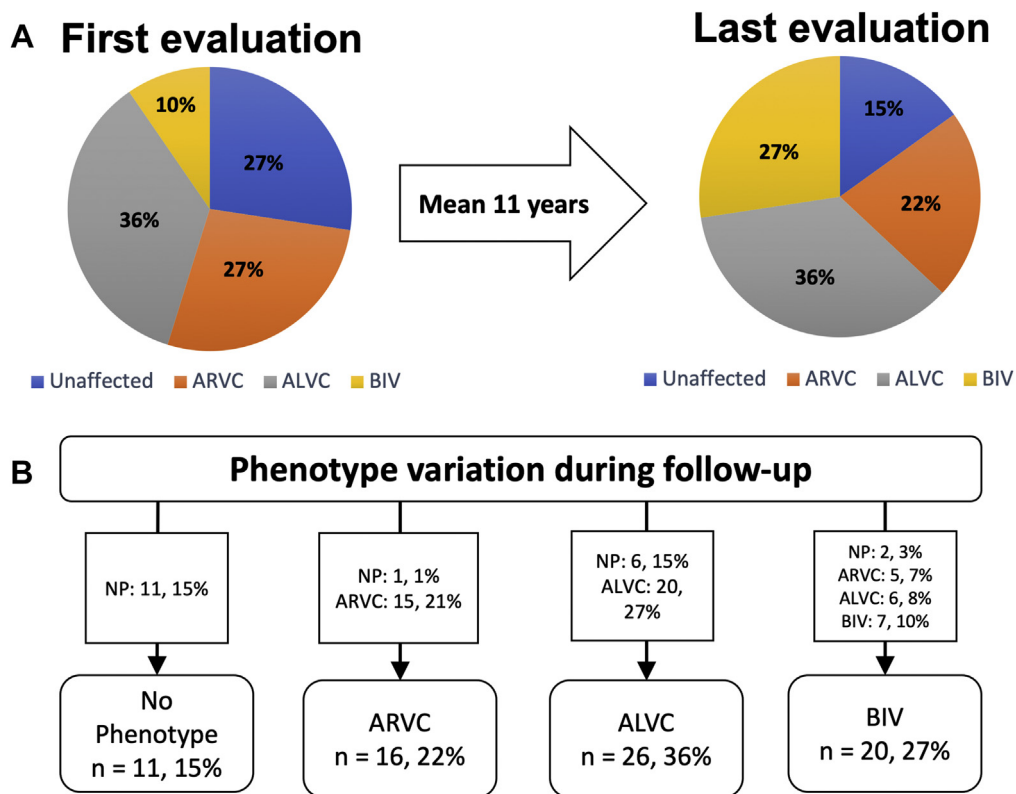 A
First evaluation
Last evaluation
10%
27%
36%
27%
Mean 11 years
15%
27%
22%
36%
Unaffected ARVC ALVC BIV
Unaffected ARVC ALVC BIV
B
Phenotype variation during follow-up
NP: 11, 15%
NP: 1, 1%
ARVC: 15, 21%
NP: 6, 15%
ALVC: 20,
27%
NP: 2, 3%
ARVC: 5, 7%
ALVC: 6, 8%
BIV: 7, 10%
No
Phenotype
n = 11, 15%
ARVC
n = 16, 22%
ALVC
n = 26, 36%
BIV
n = 20, 27%